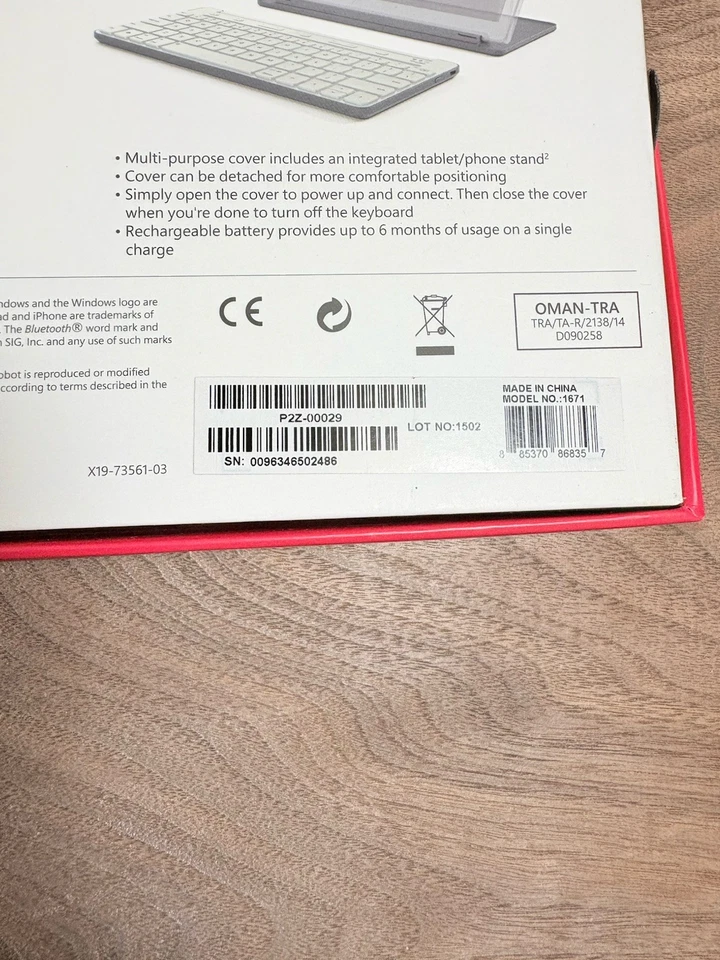 • Multi-purpose cover includes an integrated tablet/phone stand²
• Cover can be detached for more comfortable positioning
• Simply open the cover to power up and connect. Then close the cover
when you're done to turn off the keyboard
• Rechargeable battery provides up to 6 months of usage on a single
charge
ndows and the Windows logo are
ad and iPhone are trademarks of
. The Bluetooth® word mark and
SIG, Inc. and any use of such marks
obot is reproduced or modified
ccording to terms described in the
X19-73561-03
CE
OMAN-TRA
TRA/TA-R/2138/14
D090258
P2Z-00029
SN: 0096346502486
LOT NO:1502
MADE IN CHINA
MODEL NO.:1671
8 85370 86835 7